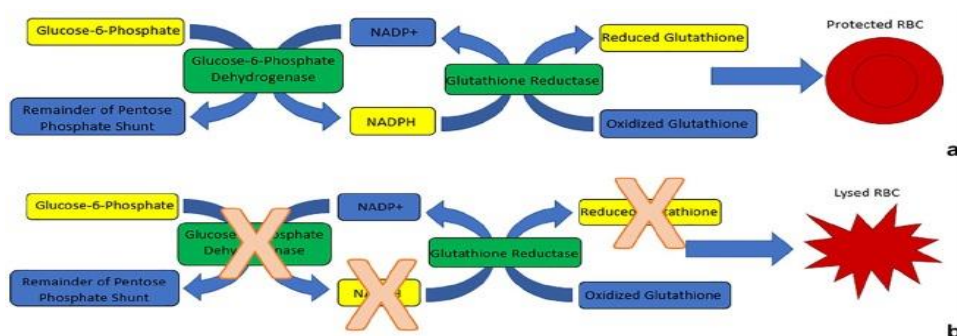 Glucose-6-Phosphate
NADP+
Reduced Glutathione
Protected RBC
Glucose-6-Phosphate
Dehydrogenase
Glutathione Reductase
Remainder of Pentose
Phosphate Shunt
NADPH
Oxidized Glutathione
a
Glucose-6-Phosphate
NADP+
Lysed RBC
Glutathione Reductase
Remainder of Pentose
Phosphate Shunt
Oxidized Glutathione
b